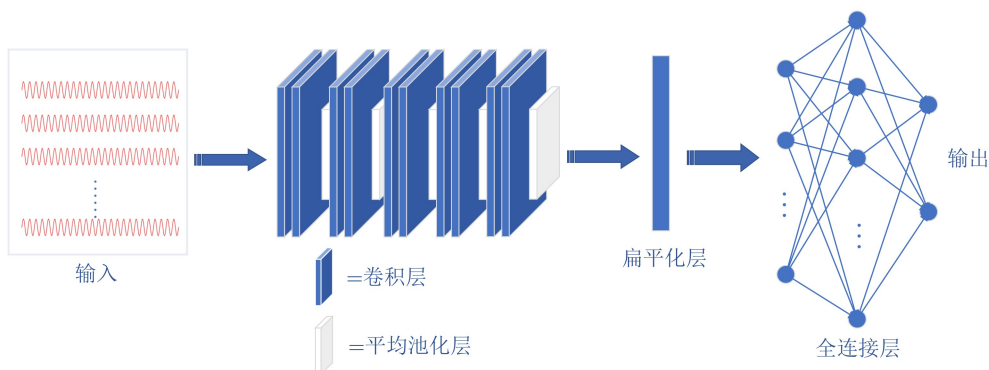 输入
=卷积层
=平均池化层
扁平化层
全连接层
输出